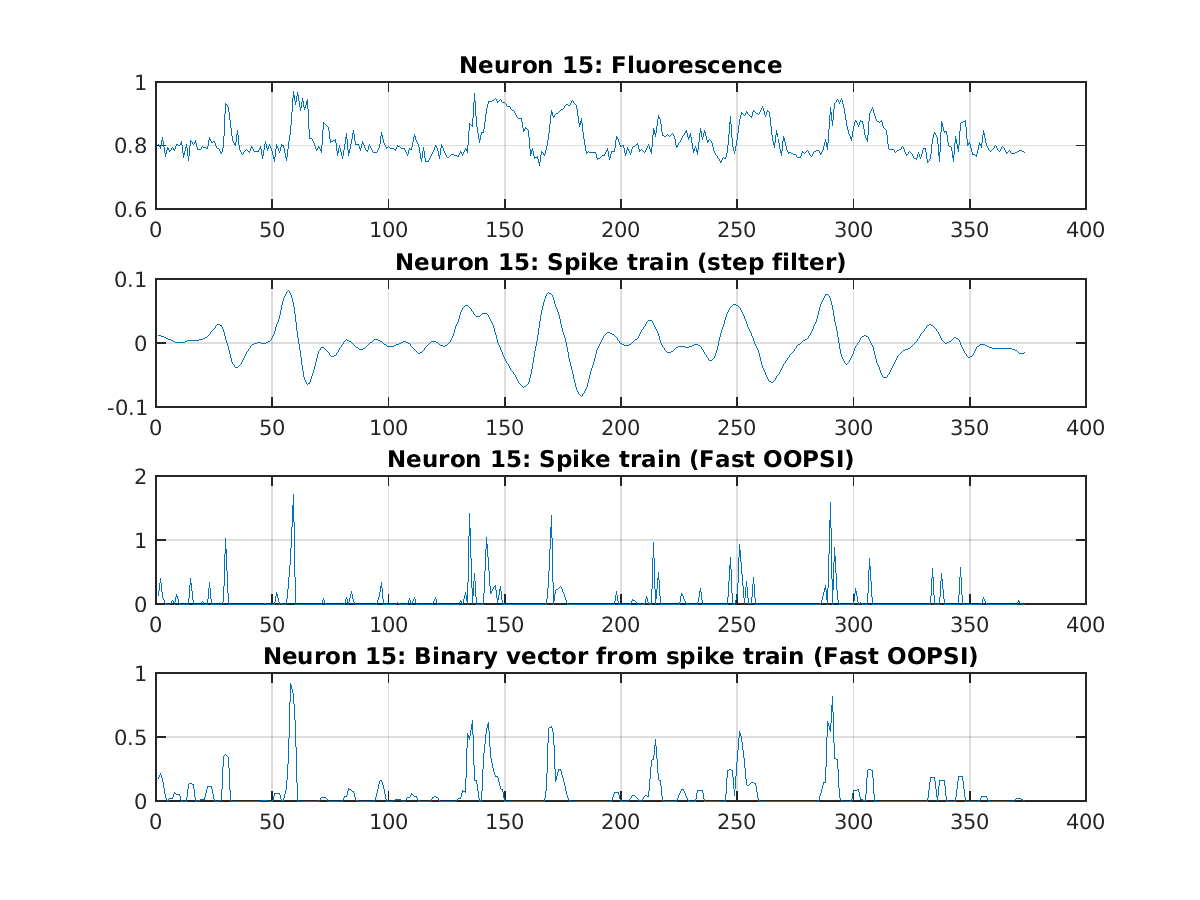 Neuron 15: Fluorescence
1
0.8
0.6
0 50 100 150 200 250 300 350 400
Neuron 15: Spike train (step filter)
0.1
0
-0.1
0 50 100 150 200 250 300 350 400
Neuron 15: Spike train (Fast OOPSI)
2
1
0
0 50 100 150 200 250 300 350 400
Neuron 15: Binary vector from spike train (Fast OOPSI)
1
0.5
0
0 50 100 150 200 250 300 350 400